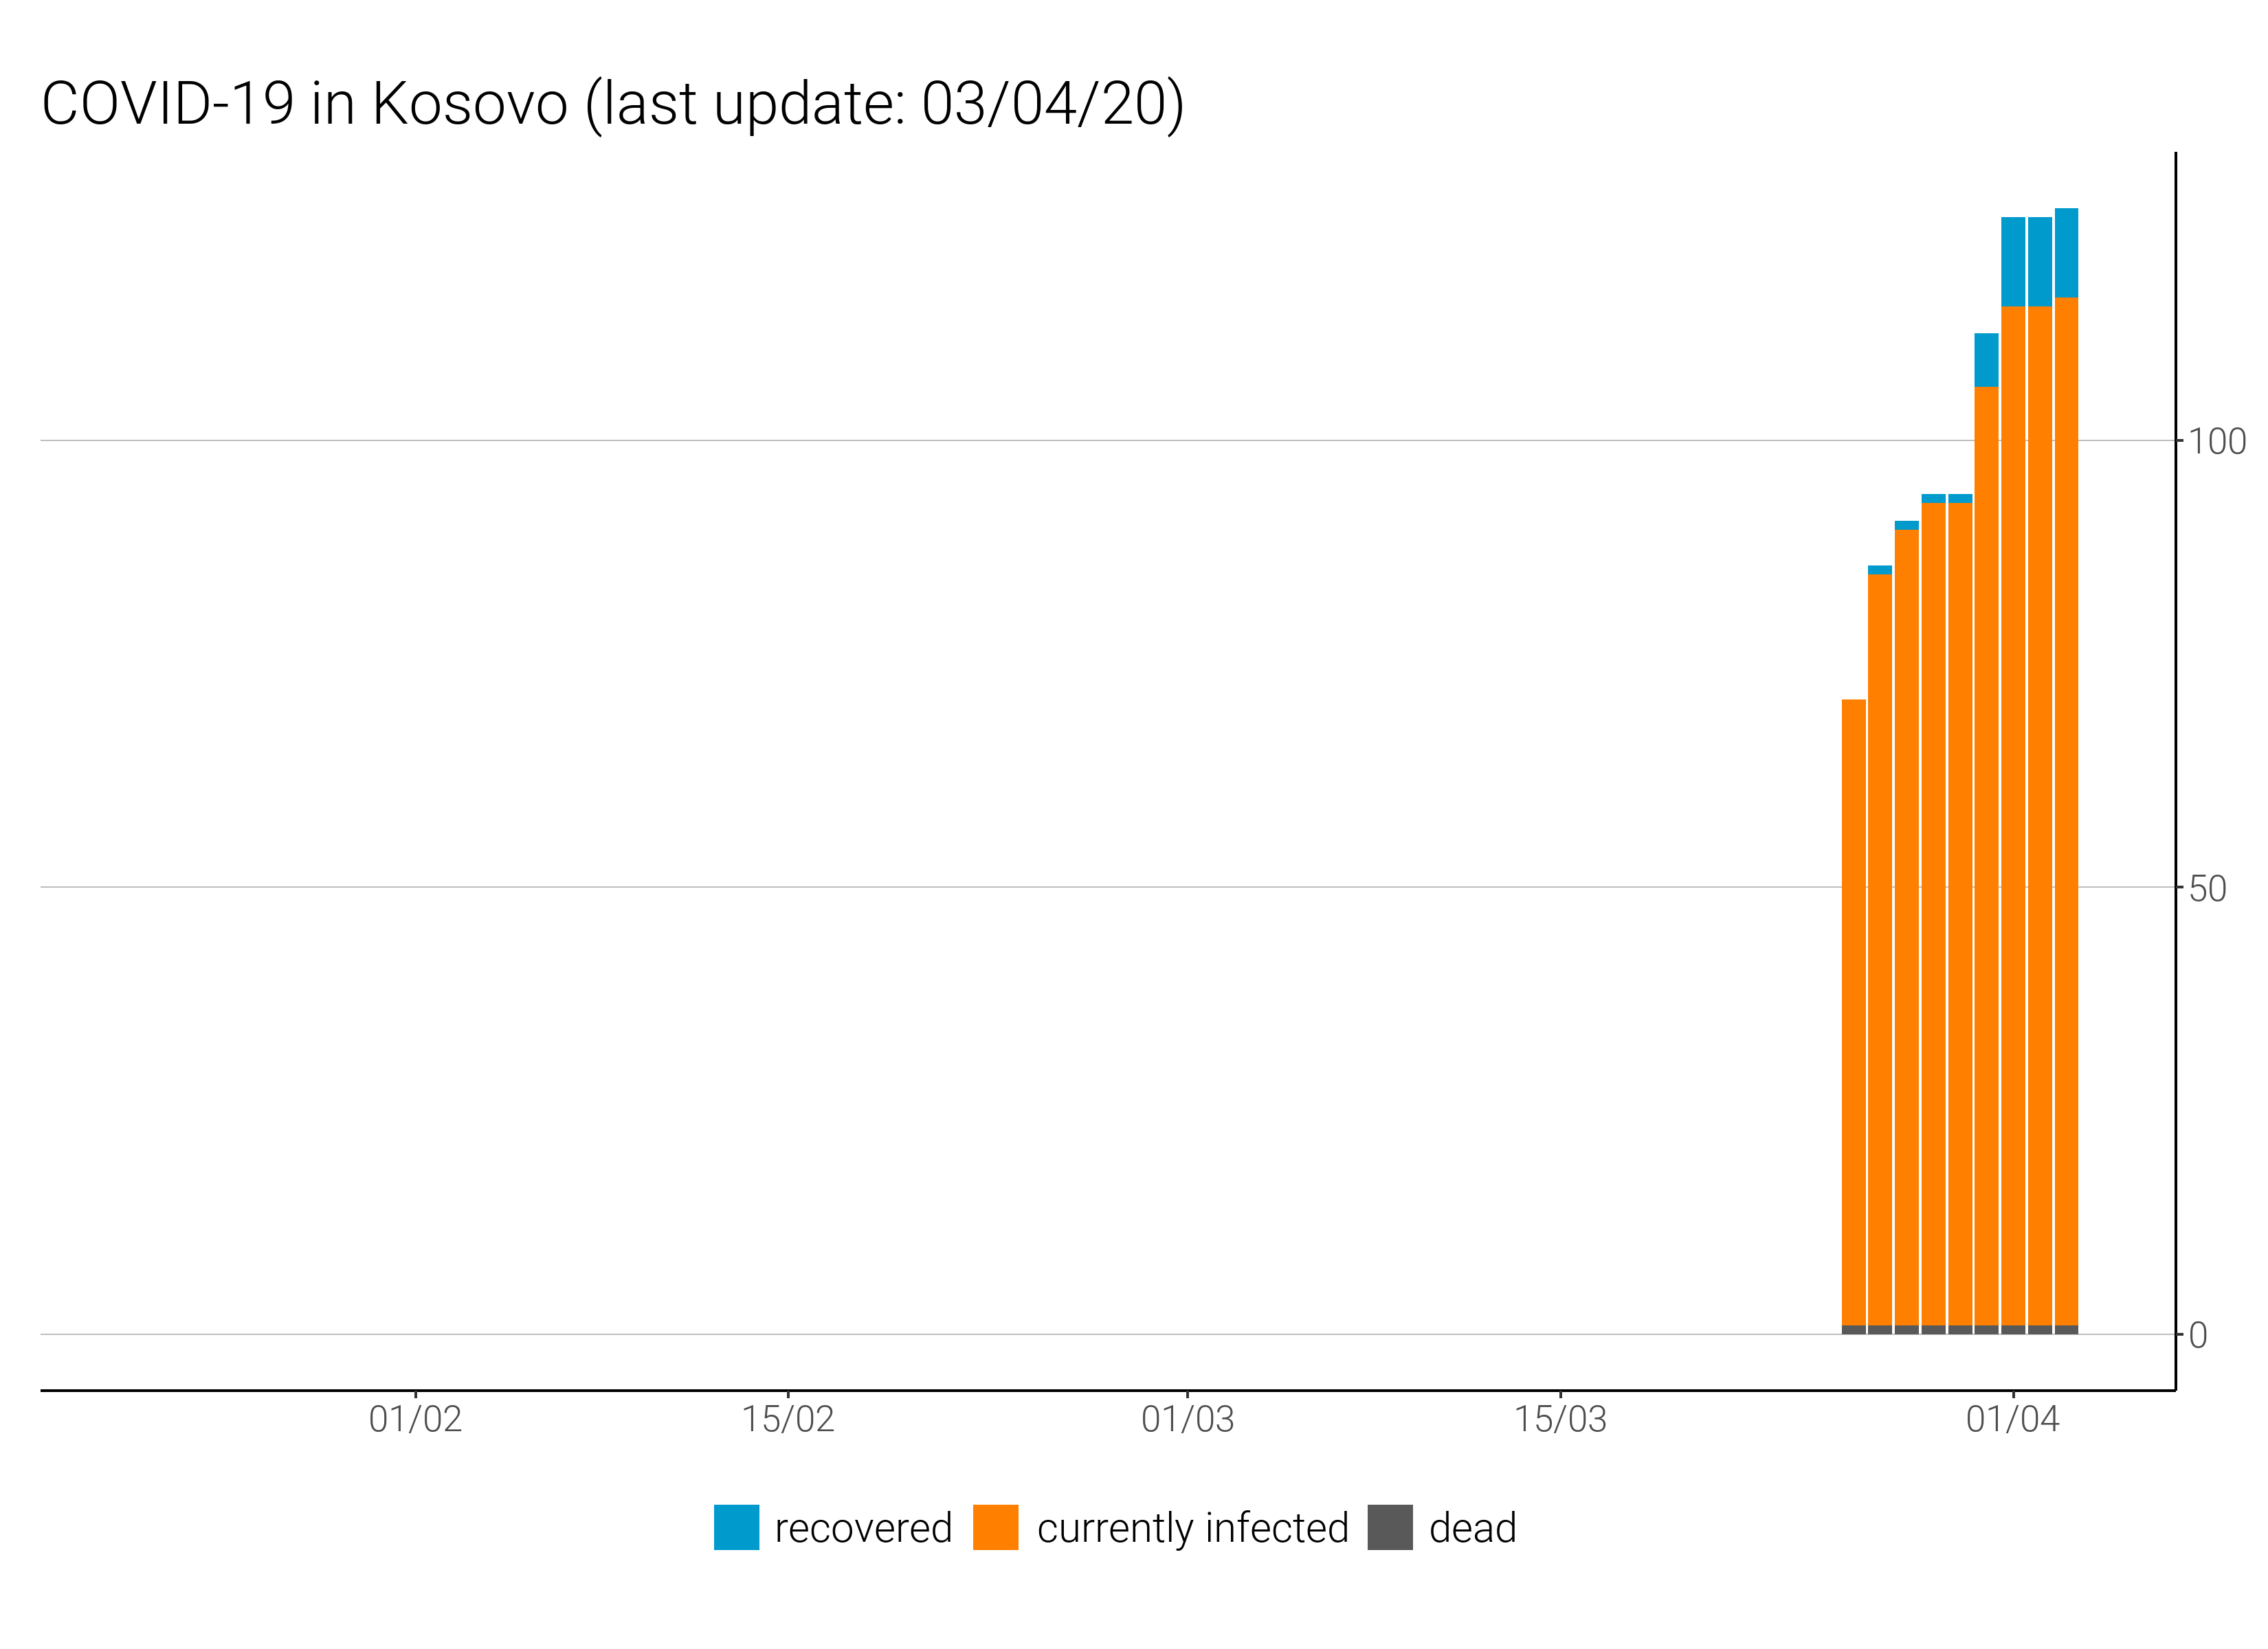 COVID-19 in Kosovo (last update: 03/04/20)
100
50
0
01/02 15/02 01/03 15/03 01/04
recovered currently infected dead